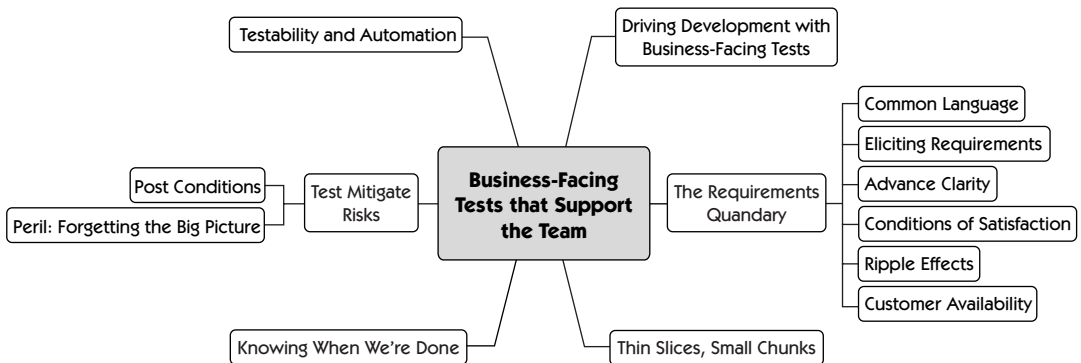 Testability and Automation
Driving Development with
Business-Facing Tests
Business-Facing
Tests that Support
the Team
Test Mitigate
Risks
Post Conditions
Peril: Forgetting the Big Picture
The Requirements
Quandary
Common Language
Eliciting Requirements
Advance Clarity
Conditions of Satisfaction
Ripple Effects
Customer Availability
Knowing When We’re Done
Thin Slices, Small Chunks